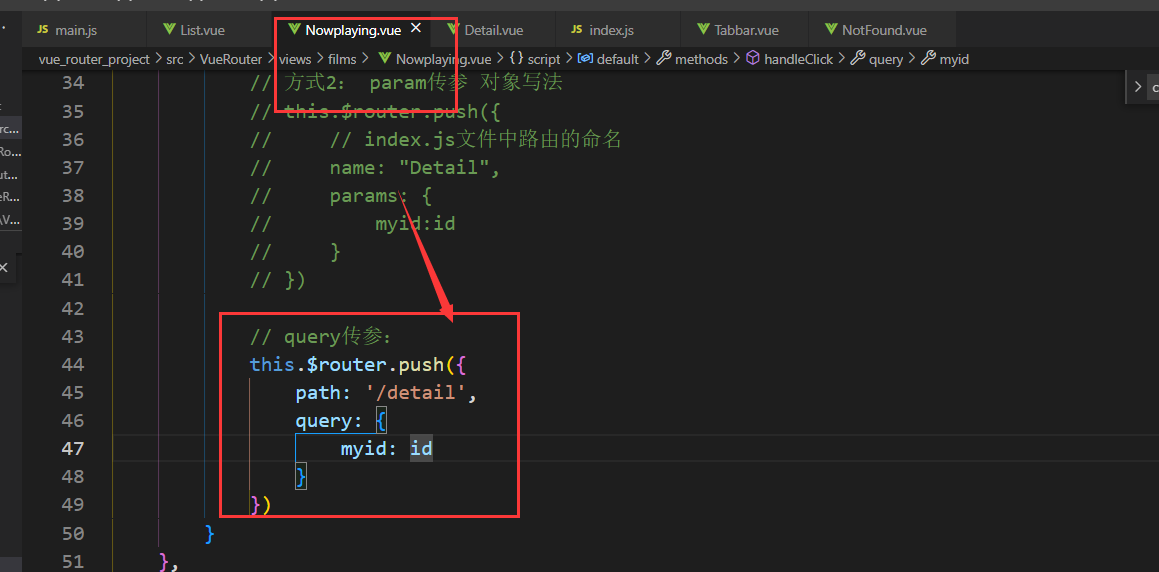 main.js List.vue Nowplaying.vue Detail.vue index.js Tabbar.vue NotFound.vue
vue_router_project > src > VueRouter > views > films > Nowplaying.vue > {} script > default > methods > handleClick > query > myid
34 // 方式2： param传参 对象写法
35 // this.$router.push({
36 // // index.js文件中路由的命名
37 // name: "Detail",
38 // params: {
39 // myid:id
40 // }
41 // })
42
43 // query传参：
44 this.$router.push({
45 path: '/detail',
46 query: {
47 myid: id
48 }
49 })
50 }
51 },